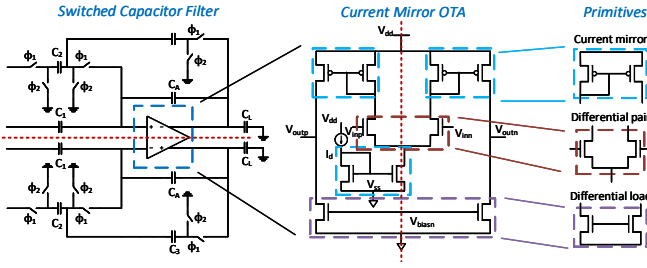 Switched Capacitor Filter
Current Mirror OTA
Primitives
ϕ1 C2 ϕ1
ϕ1
ϕ2
ϕ2 ϕ2
CA
C1
CL
C1
CL
CA
ϕ2 ϕ2
ϕ2
ϕ1 C2 ϕ1
C3 ϕ1
Vdd
Vdd
Vinp
Vinn
Voutp
Voutn
Id
Vss
Vbiasn
Current mirror
Differential pair
Differential load